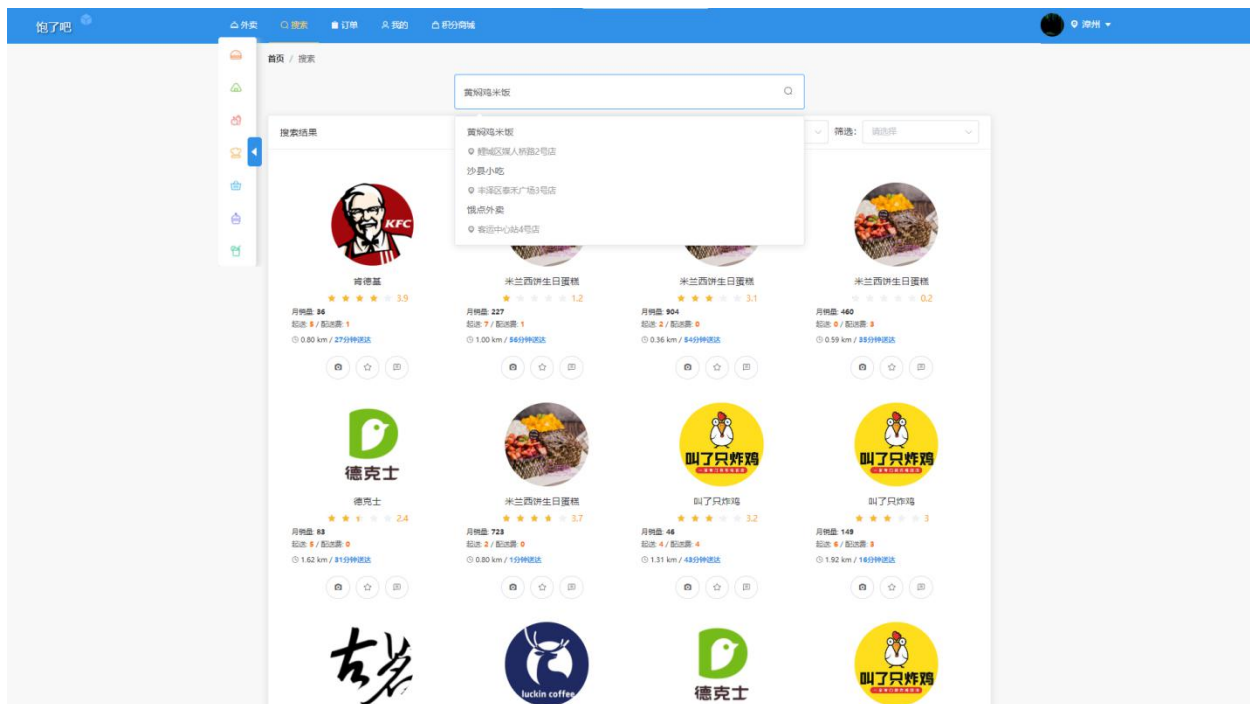 饱了吧
外卖 搜索 订单 我的 积分商城 漳州
首页 / 搜索
黄焖鸡米饭
搜索结果 筛选: 请选择
黄焖鸡米饭
鲤城区媒人桥路2号店
沙县小吃
丰泽区泰禾广场3号店
饿点外卖
客运中心站4号店
KFC
肯德基 米兰西饼生日蛋糕 米兰西饼生日蛋糕 米兰西饼生日蛋糕
3.9 1.2 3.1 0.2
月销量: 36 月销量: 227 月销量: 904 月销量: 460
起送: 5 / 配送费: 1 起送: 7 / 配送费: 1 起送: 2 / 配送费: 0 起送: 0 / 配送费: 3
0.80 km / 27分钟送达 1.00 km / 56分钟送达 0.36 km / 54分钟送达 0.59 km / 35分钟送达
德克士 叫了只炸鸡 叫了只炸鸡
德克士 米兰西饼生日蛋糕 叫了只炸鸡 叫了只炸鸡
2.4 3.7 3.2 3
月销量: 83 月销量: 723 月销量: 46 月销量: 149
起送: 5 / 配送费: 0 起送: 2 / 配送费: 0 起送: 4 / 配送费: 4 起送: 6 / 配送费: 3
1.62 km / 31分钟送达 0.80 km / 1分钟送达 1.31 km / 43分钟送达 1.92 km / 16分钟送达
古茗 luckin coffee 德克士 叫了只炸鸡